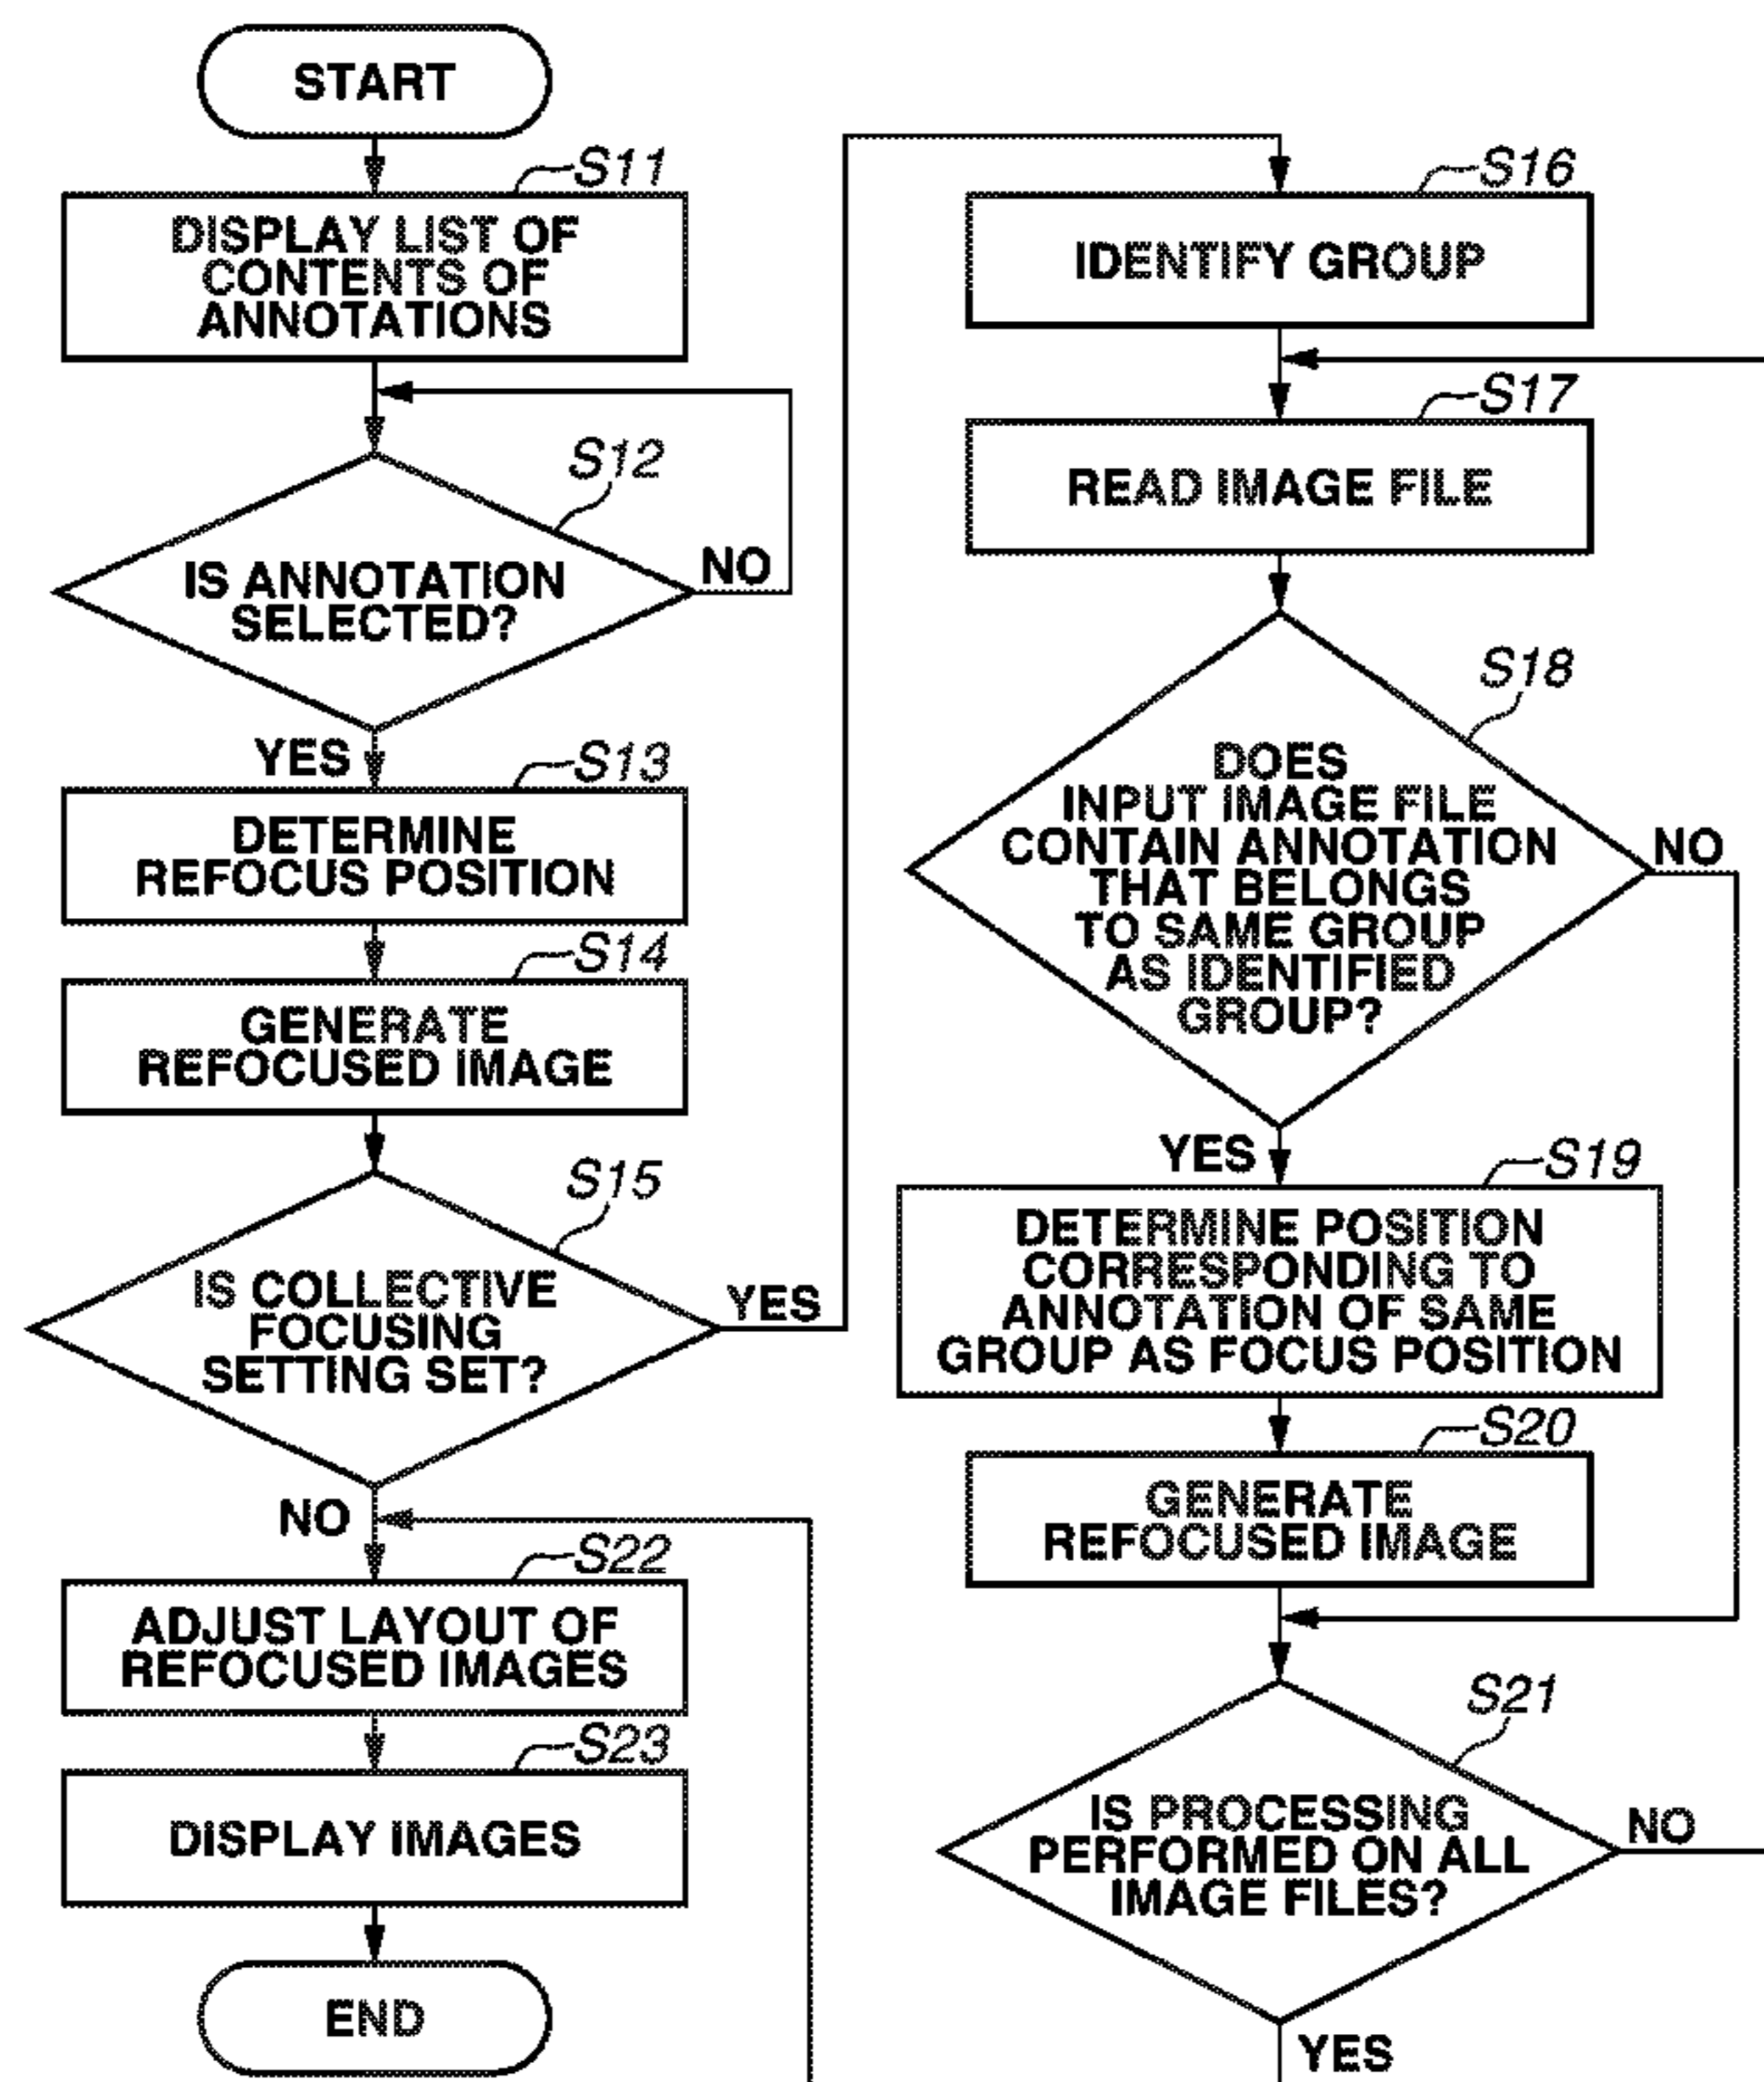 START
S11
DISPLAY LIST OF
CONTENTS OF
ANNOTATIONS
S12
IS ANNOTATION
SELECTED?
NO
YES
S13
DETERMINE
REFOCUS POSITION
S14
GENERATE
REFOCUSED IMAGE
S15
IS COLLECTIVE
FOCUSING
SETTING SET?
YES
NO
S22
ADJUST LAYOUT OF
REFOCUSED IMAGES
S23
DISPLAY IMAGES
END
S16
IDENTIFY GROUP
S17
READ IMAGE FILE
S18
DOES
INPUT IMAGE FILE
CONTAIN ANNOTATION
THAT BELONGS
TO SAME GROUP
AS IDENTIFIED
GROUP?
NO
YES
S19
DETERMINE POSITION
CORRESPONDING TO
ANNOTATION OF SAME
GROUP AS FOCUS POSITION
S20
GENERATE
REFOCUSED IMAGE
S21
IS PROCESSING
PERFORMED ON ALL
IMAGE FILES?
NO
YES